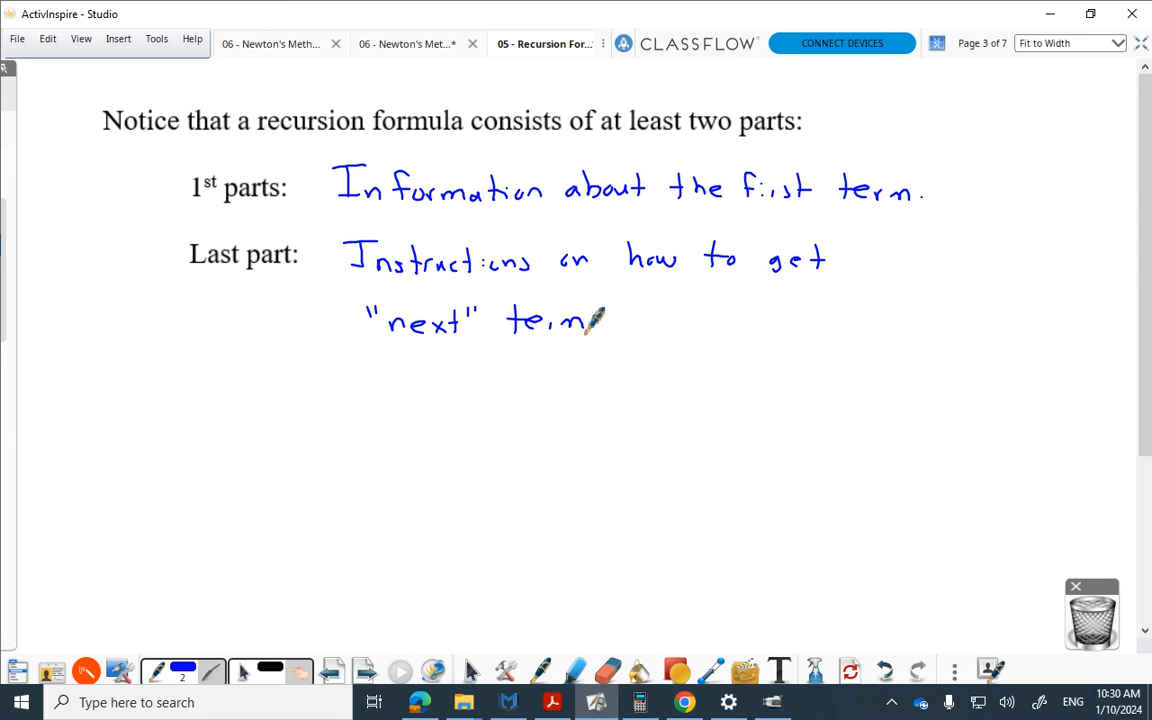 ActivInspire - Studio
File Edit View Insert Tools Help
06 - Newton's Meth...
06 - Newton's Met...*
05 - Recursion For...
CLASSFLOW
CONNECT DEVICES
Page 3 of 7
Fit to Width
Notice that a recursion formula consists of at least two parts:
1st parts: Information about the first term.
Last part: Instructions on how to get
"next" term
2
T
Type here to search
ENG
10:30 AM
1/10/2024